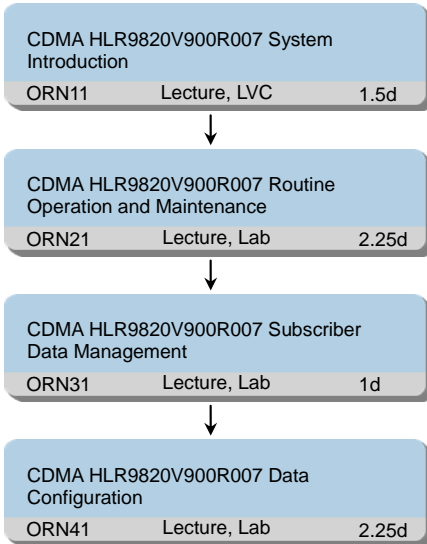 CDMA HLR9820V900R007 System
Introduction
ORN11 Lecture, LVC 1.5d
CDMA HLR9820V900R007 Routine
Operation and Maintenance
ORN21 Lecture, Lab 2.25d
CDMA HLR9820V900R007 Subscriber
Data Management
ORN31 Lecture, Lab 1d
CDMA HLR9820V900R007 Data
Configuration
ORN41 Lecture, Lab 2.25d